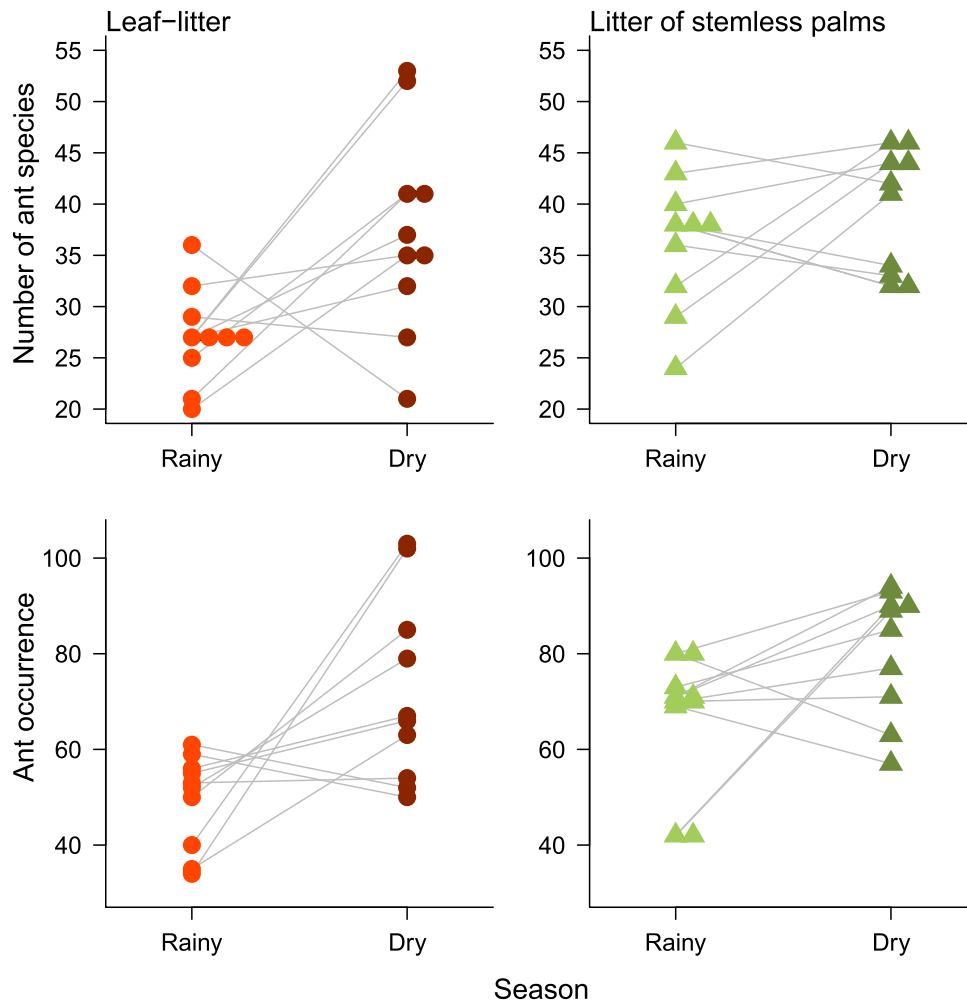 Leaf−litter
Litter of stemless palms
Number of ant species
55
50
45
40
35
30
25
20
Rainy
Dry
55
50
45
40
35
30
25
20
Rainy
Dry
Ant occurrence
100
80
60
40
Rainy
Dry
100
80
60
40
Rainy
Dry
Season